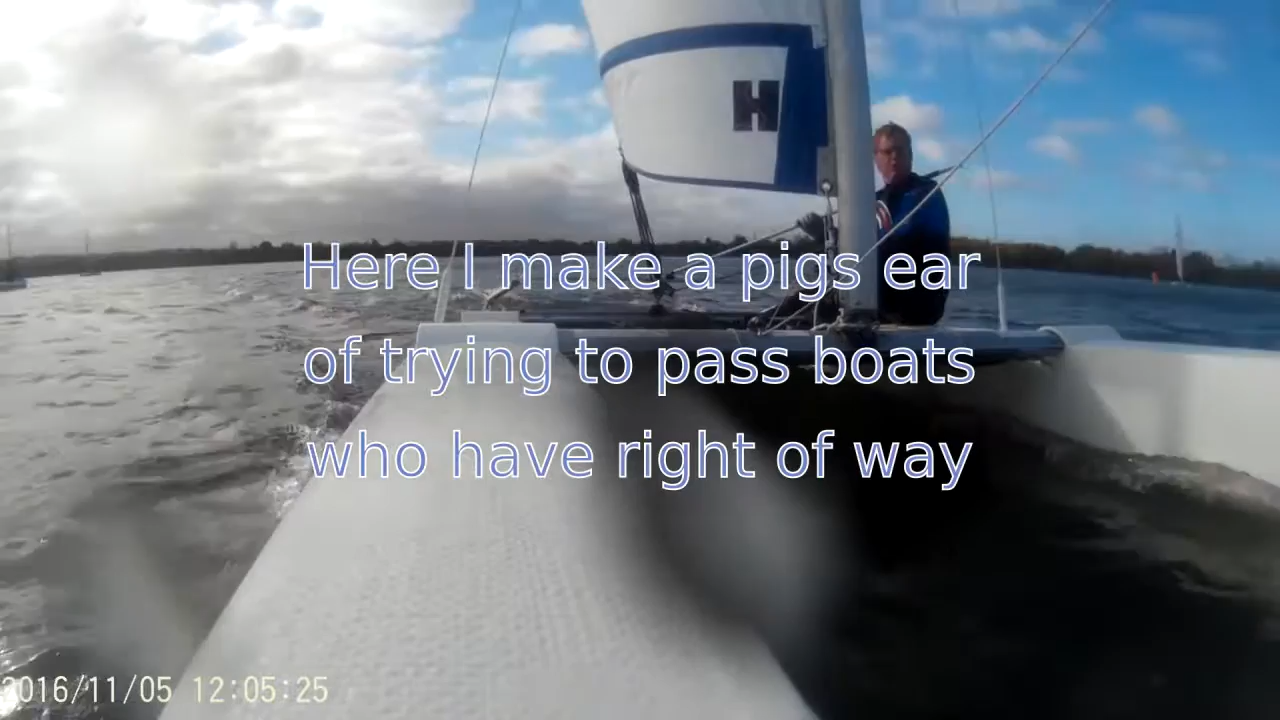 H
Here I make a pigs ear
of trying to pass boats
who have right of way
2016/11/05 12:05:25